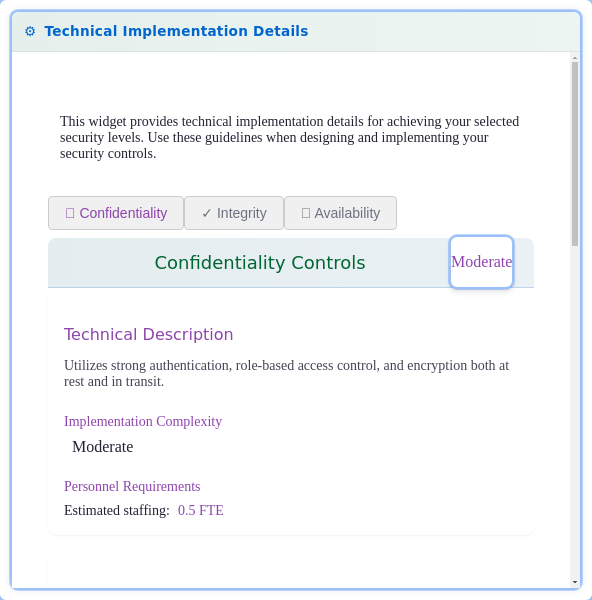 ⚙ Technical Implementation Details
This widget provides technical implementation details for achieving your selected
security levels. Use these guidelines when designing and implementing your
security controls.
Confidentiality ✓ Integrity Availability
Confidentiality Controls Moderate
Technical Description
Utilizes strong authentication, role-based access control, and encryption both at
rest and in transit.
Implementation Complexity
Moderate
Personnel Requirements
Estimated staffing: 0.5 FTE